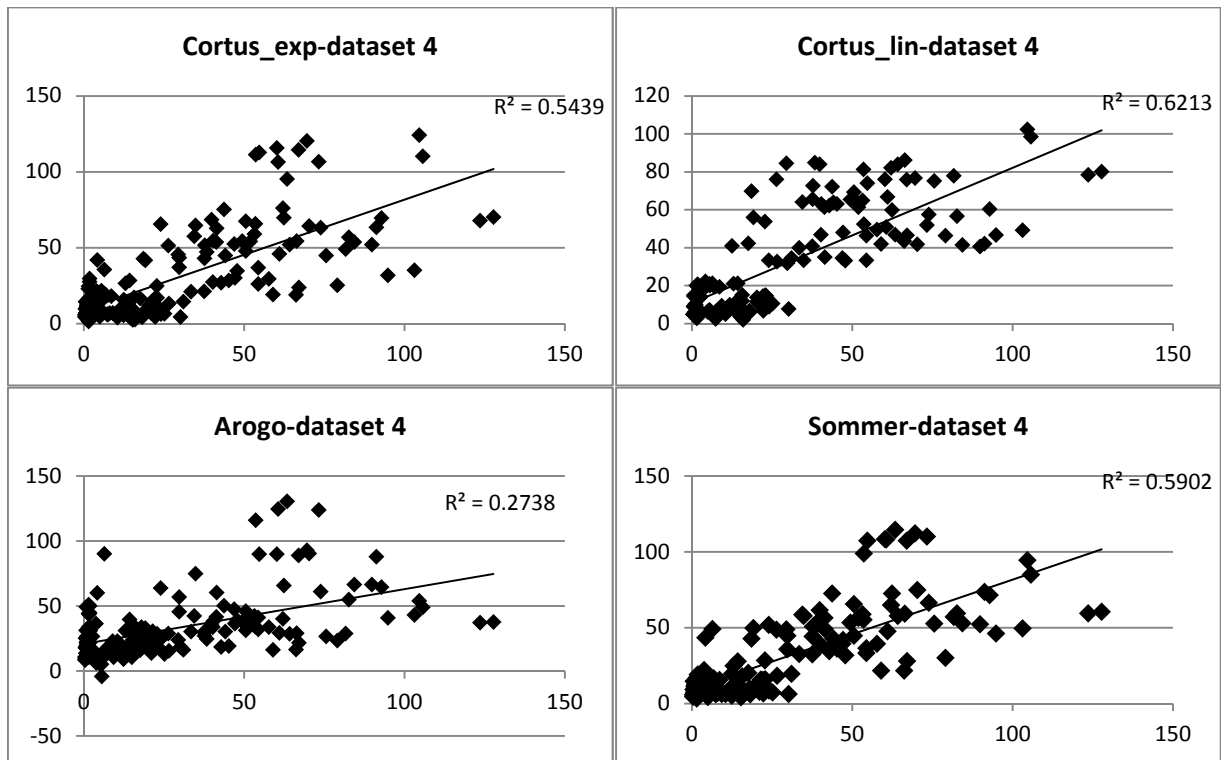 Cortus_exp-dataset 4
R² = 0.5439
150
100
50
0
0 50 100 150
Cortus_lin-dataset 4
R² = 0.6213
120
100
80
60
40
20
0
0 50 100 150
Arogo-dataset 4
R² = 0.2738
150
100
50
0
-50
0 50 100 150
Sommer-dataset 4
R² = 0.5902
150
100
50
0
0 50 100 150